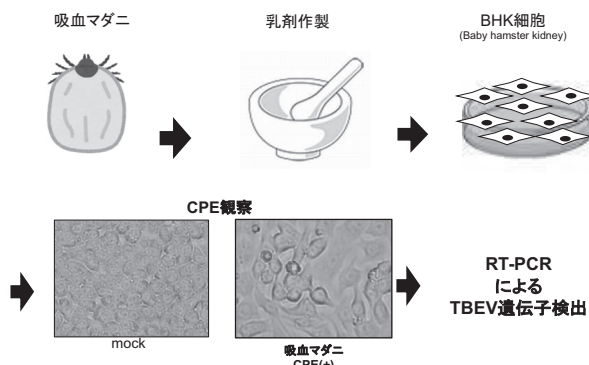 吸血マダニ
乳剤作製
BHK細胞
(Baby hamster kidney)
CPE観察
mock
吸血マダニ
CPE(+)
RT-PCR
による
TBEV遺伝子検出